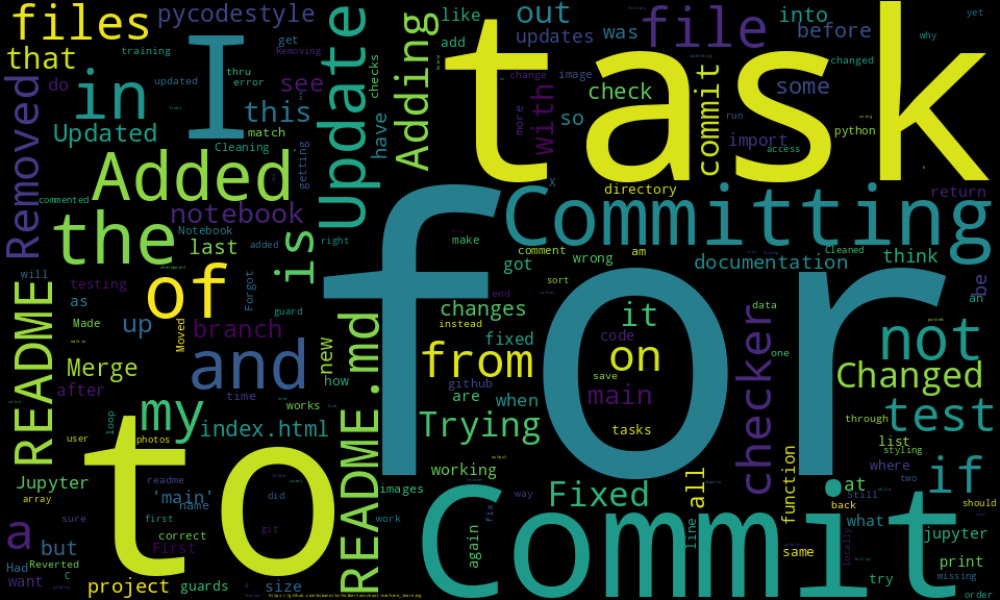 files
pycodestyle
I
Adding
like
out
into
task
file
that
training
get
Removing
add
updates
was
before
yet
why
do
in
updated
thru
error
see
checks
Update
change
image
changed
Removed
Updated
this
match
have
more
with
check
so
commit
some
run
import
python
access
Cleaning
getting
Added
commented
notebook
directory
X
Committing
return
the
Notebook
last
added
is
right
make
comment
wrong
am
Cleaned
documentation
think
will
testing
as
of
Forgot
guard
got
sort
end
changes
it
data
an
be
README
Made
up
Moved
branch
new
instead
fixed
code
checker
one
not
Merge
and
how
from
on
for
Changed
after
time
README.md
github
are
when
save
main
my
works
index.html
Trying
tasks
through
test
loop
user
photos
to
list
styling
Jupyter
readme
did
images
working
way
Fixed
all
function
where
two
if
array
'main'
name
at
Still
should
back
a
sure
first
git
work
Commit
fix
line
what
jupyter
but
correct
First
again
same
locally
print
Had
Reverted
C
want
project
guards
size
try
missing
order